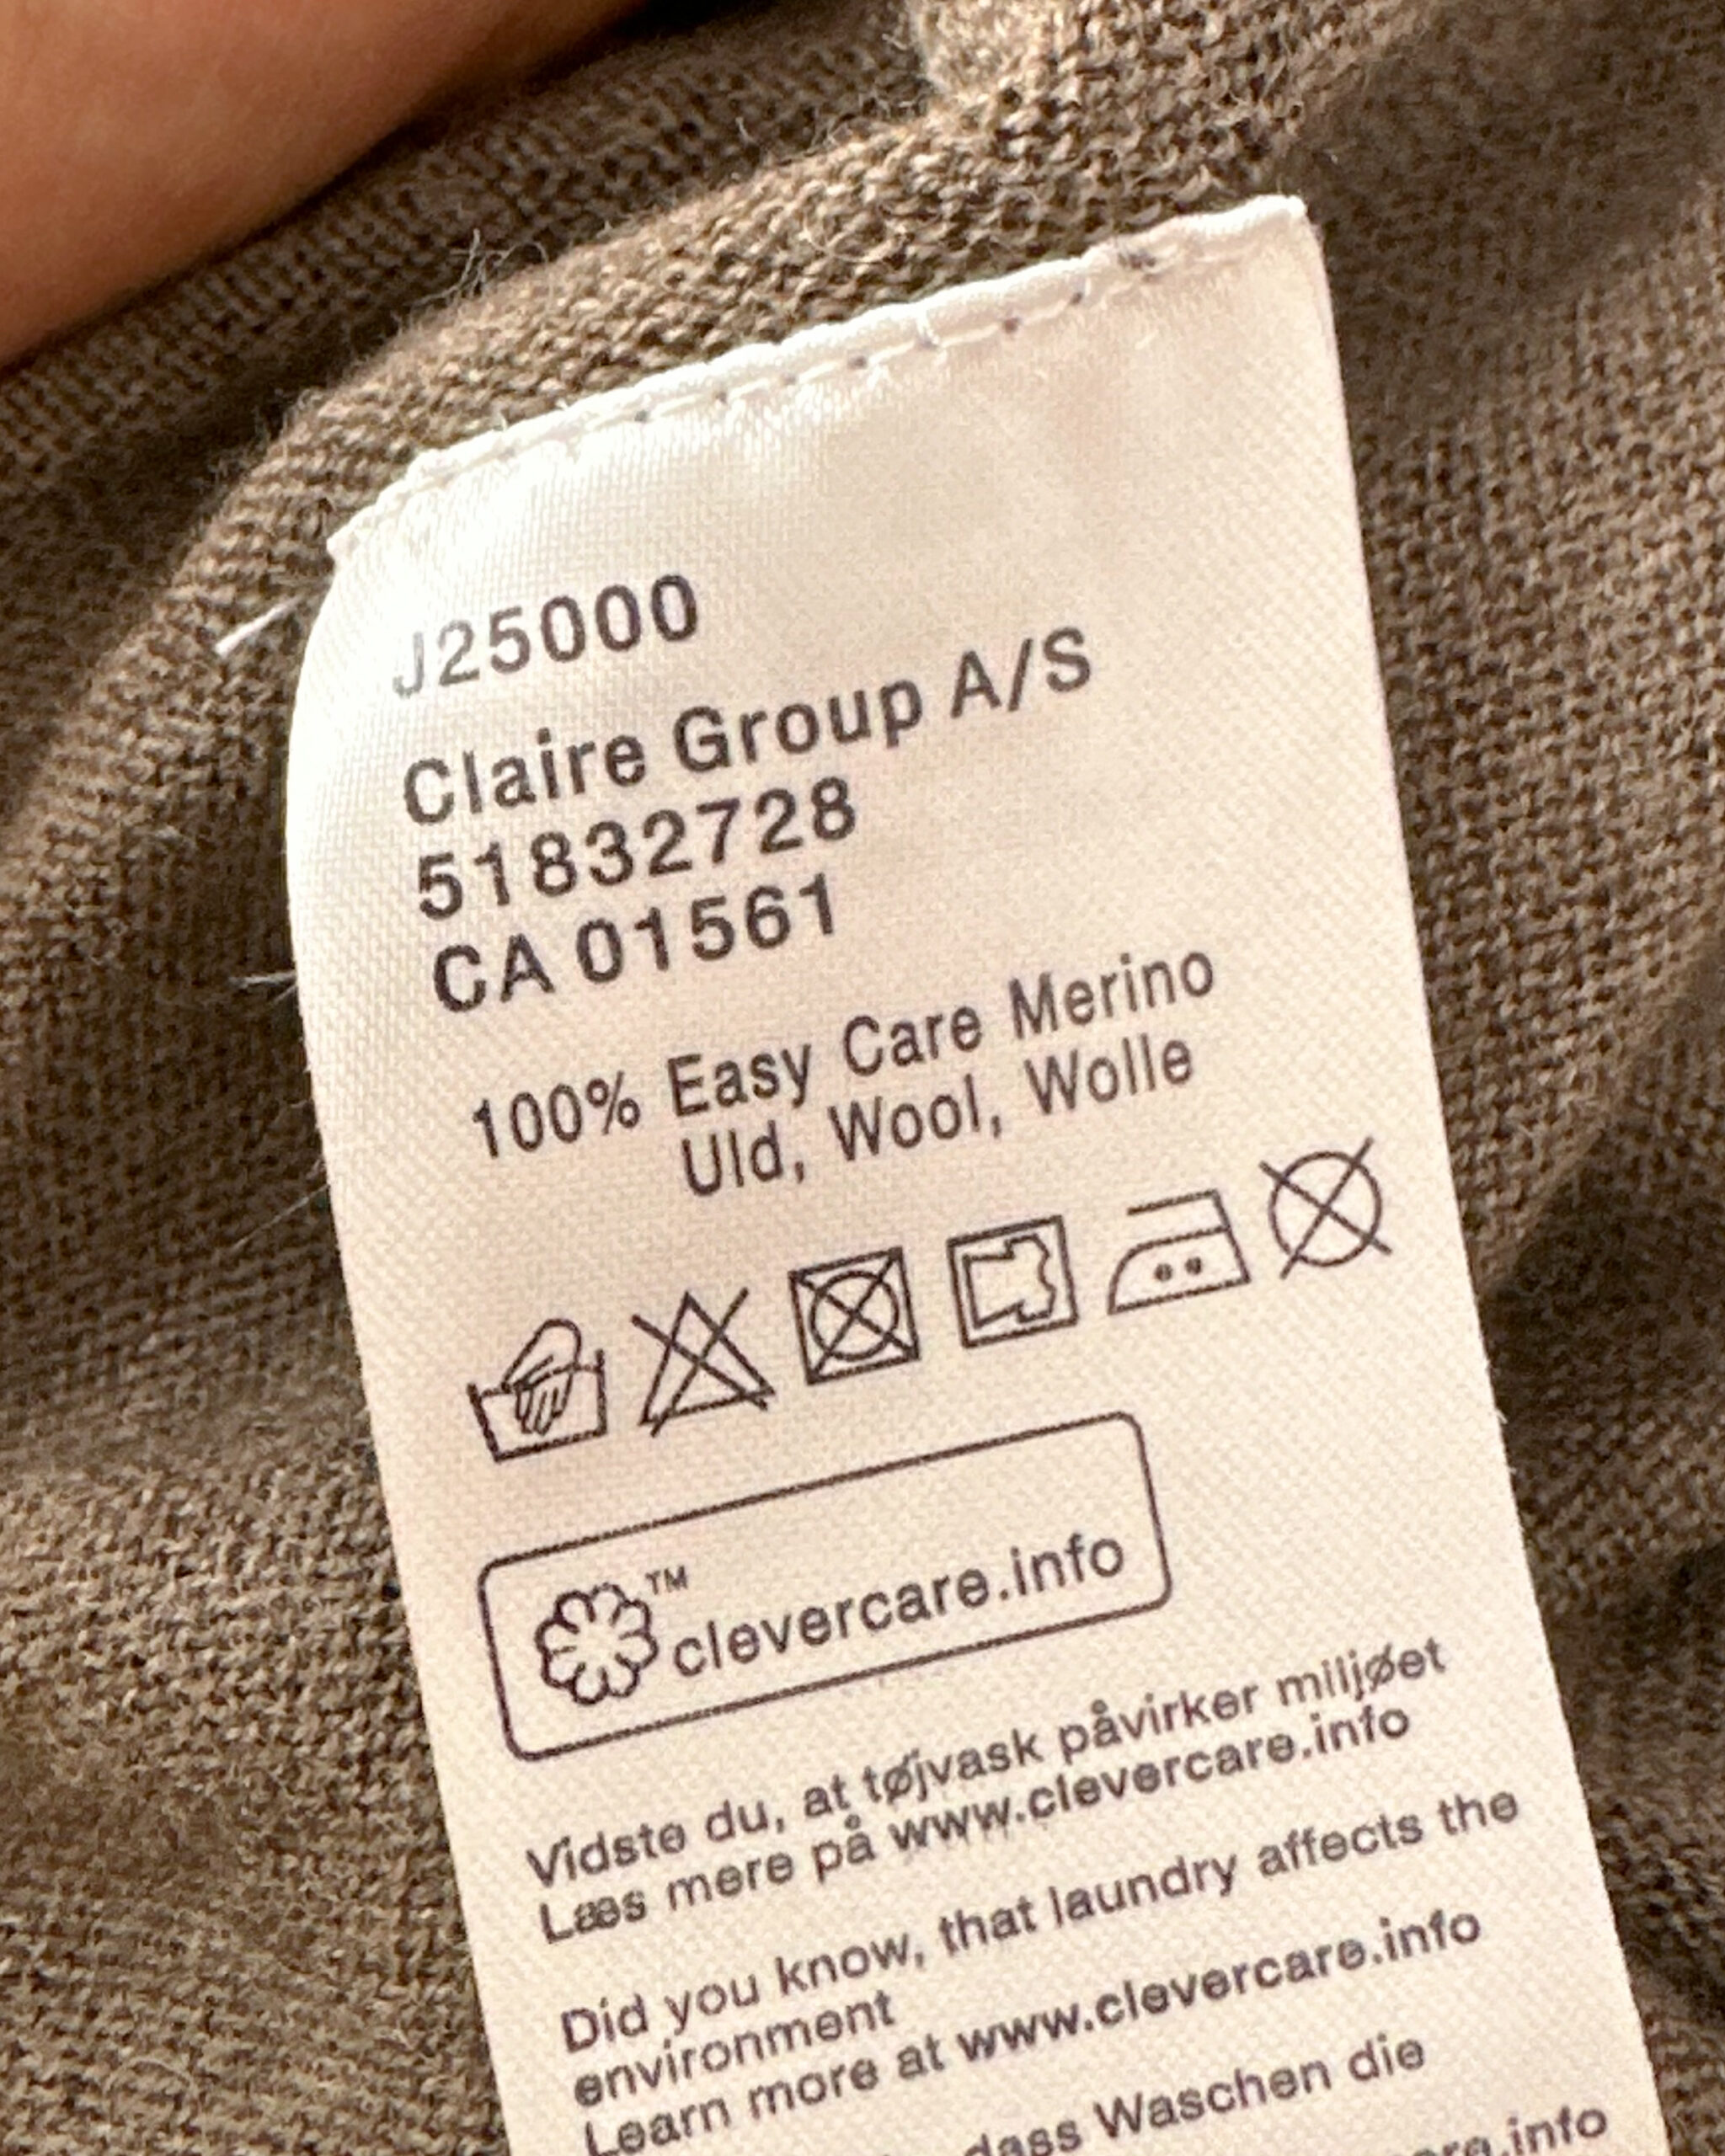 J25000
Claire Group A/S
51832728
CA 01561
100% Easy Care Merino
Uld, Wool, Wolle
™
clevercare.info
Vidste du, at tøjvask påvirker miljøet
Læs mere på www.clevercare.info
Did you know, that laundry affects the
environment
Learn more at www.clevercare.info
dass Waschen die